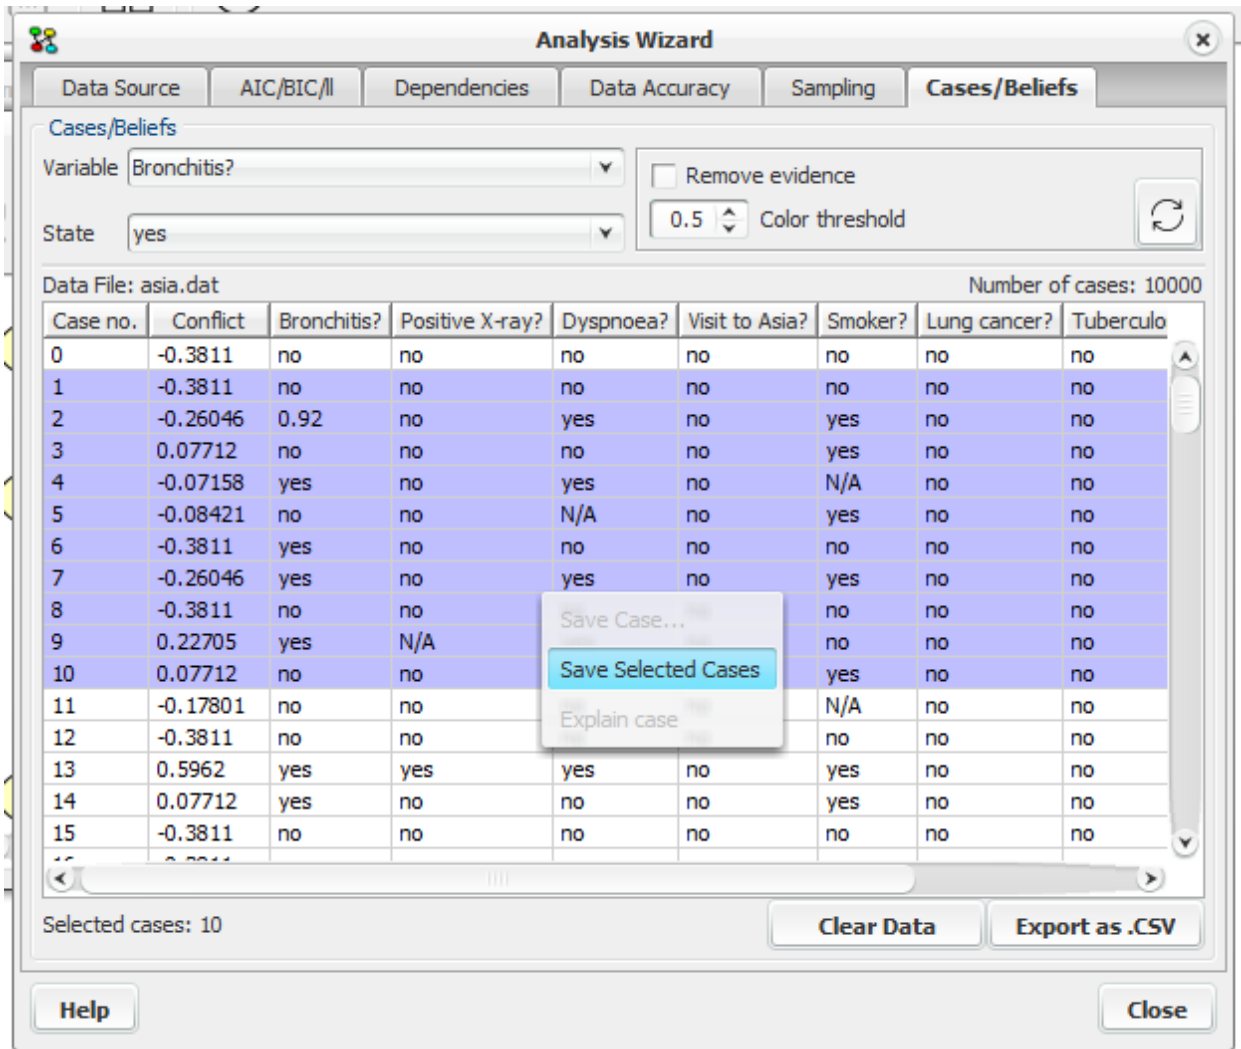 Analysis Wizard
Data Source AIC/BIC/ll Dependencies Data Accuracy Sampling Cases/Beliefs
Cases/Beliefs
Variable Bronchitis?
Remove evidence
0.5 Color threshold
State yes
Data File: asia.dat Number of cases: 10000
Case no. Conflict Bronchitis? Positive X-ray? Dyspnoea? Visit to Asia? Smoker? Lung cancer? Tuberculo
0 -0.3811 no no no no no no no
1 -0.3811 no no no no no no no
2 -0.26046 0.92 no yes no yes no no
3 0.07712 no no no no yes no no
4 -0.07158 yes no yes no N/A no no
5 -0.08421 no no N/A no yes no no
6 -0.3811 yes no no no no no no
7 -0.26046 yes no yes no yes no no
8 -0.3811 no no no no no
Save Case...
9 0.22705 yes N/A no no no
Save Selected Cases
10 0.07712 no no yes no no
11 -0.17801 no no N/A no no
Explain case
12 -0.3811 no no no no no
13 0.5962 yes yes yes no yes no no
14 0.07712 yes no no no yes no no
15 -0.3811 no no no no no no no
Selected cases: 10 Clear Data Export as .CSV
Help Close